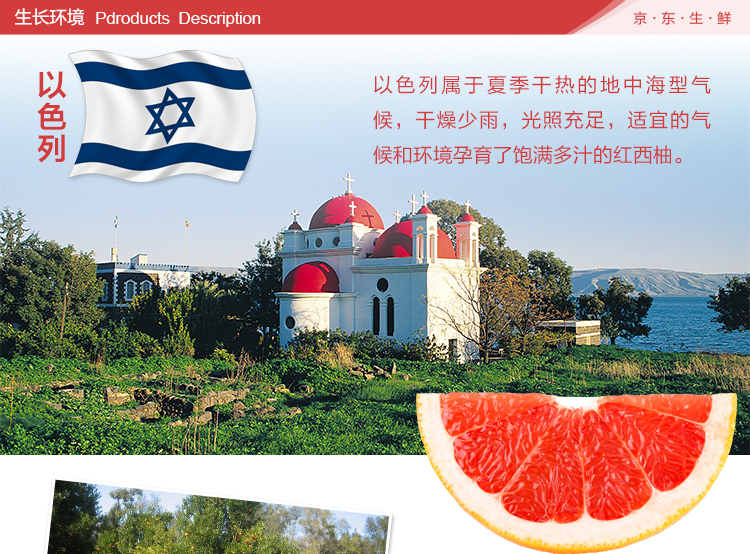 生长环境 Pdroducts Description
京·东·生·鲜
以色列
以色列属于夏季干热的地中海型气
候，干燥少雨，光照充足，适宜的气
候和环境孕育了饱满多汁的红西柚。